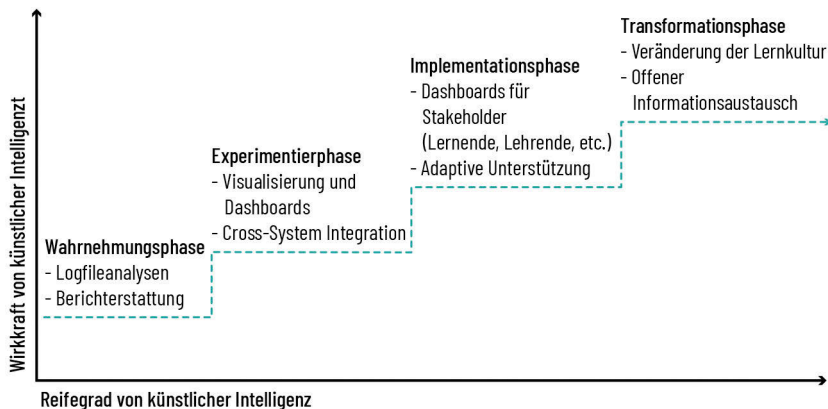 Wirkkraft von künstlicher Intelligenzt
Wahrnehmungsphase
- Logfileanalysen
- Berichterstattung
Experimentierphase
- Visualisierung und
Dashboards
- Cross-System Integration
Implementationsphase
- Dashboards für
Stakeholder
(Lernende, Lehrende, etc.)
- Adaptive Unterstützung
Transformationsphase
- Veränderung der Lernkultur
- Offener
Informationsaustausch
Reifegrad von künstlicher Intelligenz